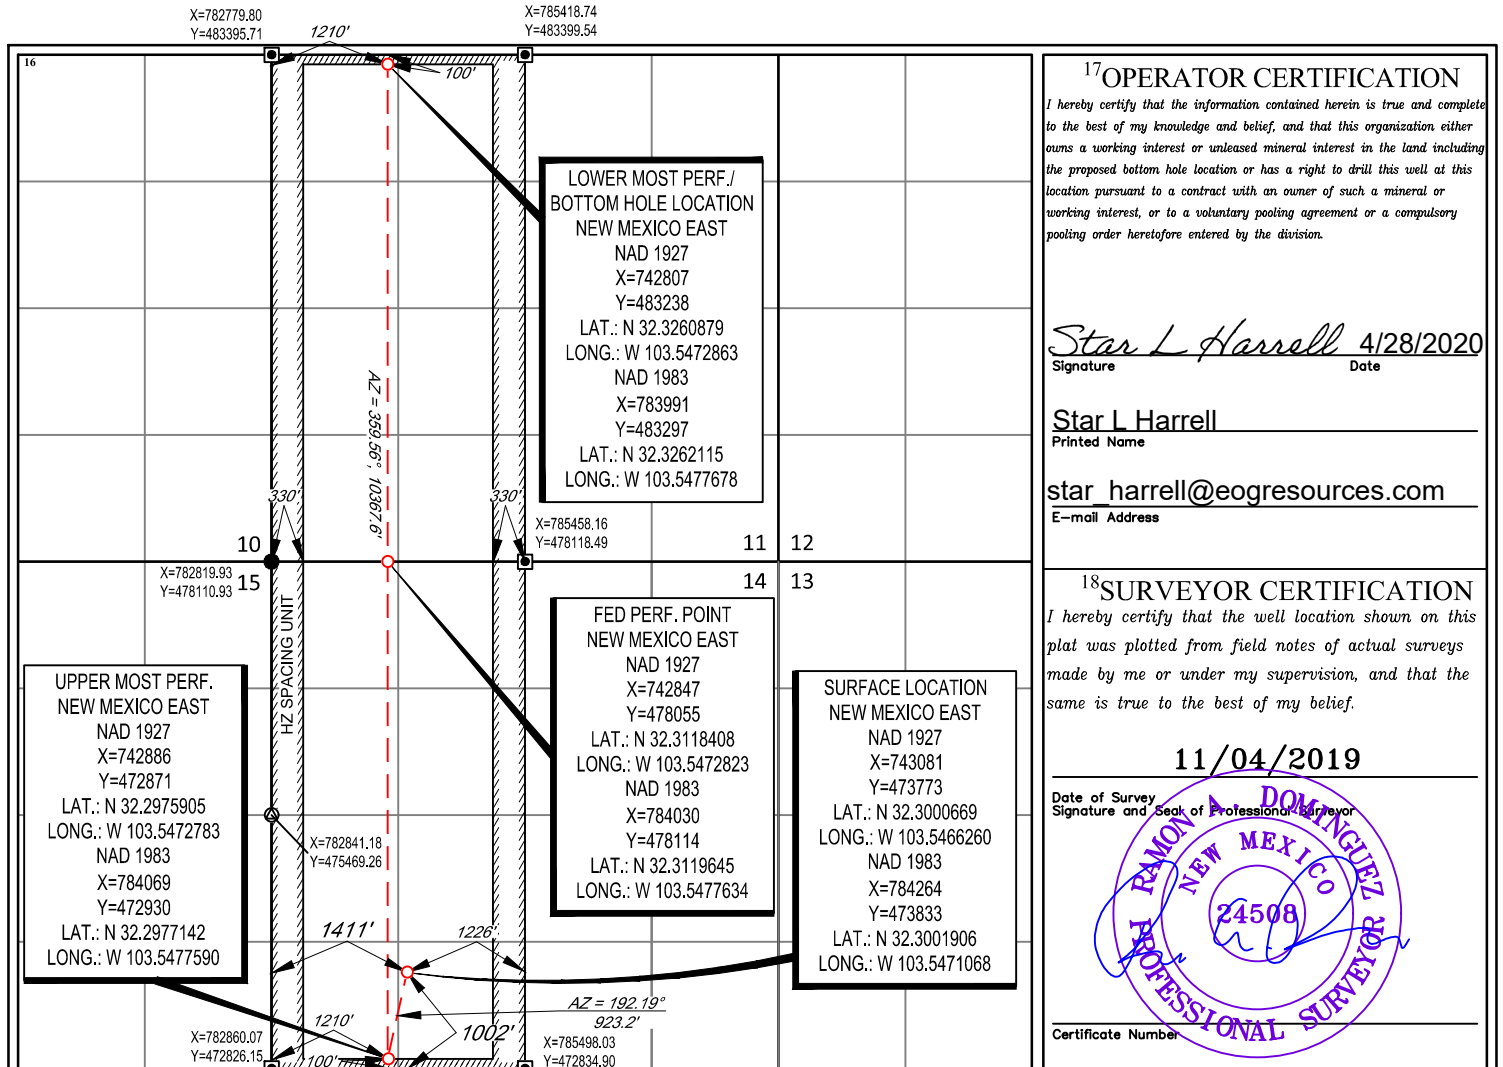 X=782779.80
Y=483395.71
1210'
X=785418.74
Y=483399.54
16
100'
LOWER MOST PERF./
BOTTOM HOLE LOCATION
NEW MEXICO EAST
NAD 1927
X=742807
Y=483238
LAT.: N 32.3260879
LONG.: W 103.5472863
NAD 1983
X=783991
Y=483297
LAT.: N 32.3262115
LONG.: W 103.5477678
AZ = 359.56°, 10367.6'
330'
330'
X=785458.16
Y=478118.49
10
11
12
X=782819.93
Y=478110.93
15
14
13
HZ SPACING UNIT
FED PERF. POINT
NEW MEXICO EAST
NAD 1927
X=742847
Y=478055
LAT.: N 32.3118408
LONG.: W 103.5472823
NAD 1983
X=784030
Y=478114
LAT.: N 32.3119645
LONG.: W 103.5477634
UPPER MOST PERF.
NEW MEXICO EAST
NAD 1927
X=742886
Y=472871
LAT.: N 32.2975905
LONG.: W 103.5472783
NAD 1983
X=784069
Y=472930
LAT.: N 32.2977142
LONG.: W 103.5477590
SURFACE LOCATION
NEW MEXICO EAST
NAD 1927
X=743081
Y=473773
LAT.: N 32.3000669
LONG.: W 103.5466260
NAD 1983
X=784264
Y=473833
LAT.: N 32.3001906
LONG.: W 103.5471068
X=782841.18
Y=475469.26
1411'
1226'
AZ = 192.19°
923.2'
1210'
1002'
X=782860.07
Y=472826.15
100'
X=785498.03
Y=472834.90
17 OPERATOR CERTIFICATION
I hereby certify that the information contained herein is true and complete
to the best of my knowledge and belief, and that this organization either
owns a working interest or unleased mineral interest in the land including
the proposed bottom hole location or has a right to drill this well at this
location pursuant to a contract with an owner of such a mineral or
working interest, or to a voluntary pooling agreement or a compulsory
pooling order heretofore entered by the division.
Star L Harrell 4/28/2020
Signature Date
Star L Harrell
Printed Name
star_harrell@eogresources.com
E-mail Address
18 SURVEYOR CERTIFICATION
I hereby certify that the well location shown on this
plat was plotted from field notes of actual surveys
made by me or under my supervision, and that the
same is true to the best of my belief.
11/04/2019
Date of Survey
Signature and Seal of Professional Surveyor
RAMON A. DOMINGUEZ
NEW MEXICO
24508
PROFESSIONAL SURVEYOR
Certificate Number